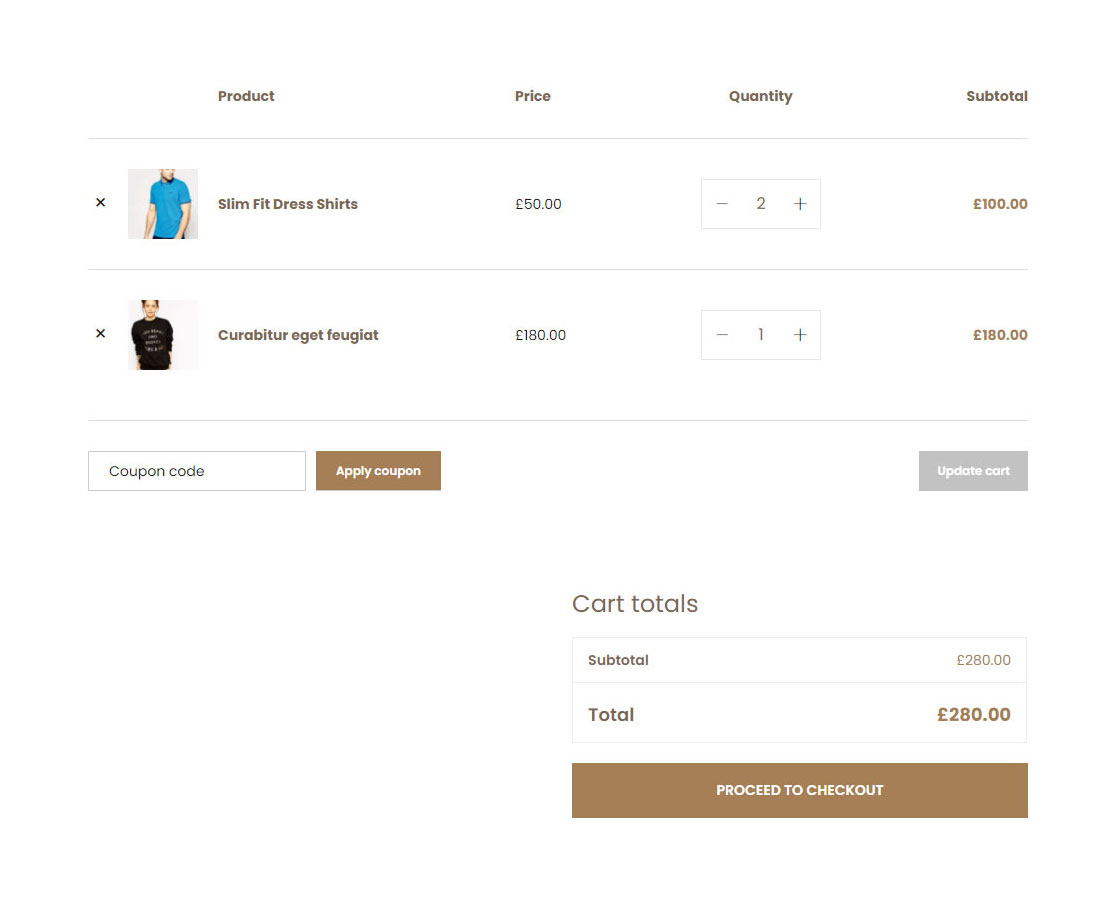 Product Price Quantity Subtotal
× Slim Fit Dress Shirts £50.00 − 2 + £100.00
× Curabitur eget feugiat £180.00 − 1 + £180.00
Coupon code Apply coupon Update cart
Cart totals
Subtotal £280.00
Total £280.00
PROCEED TO CHECKOUT